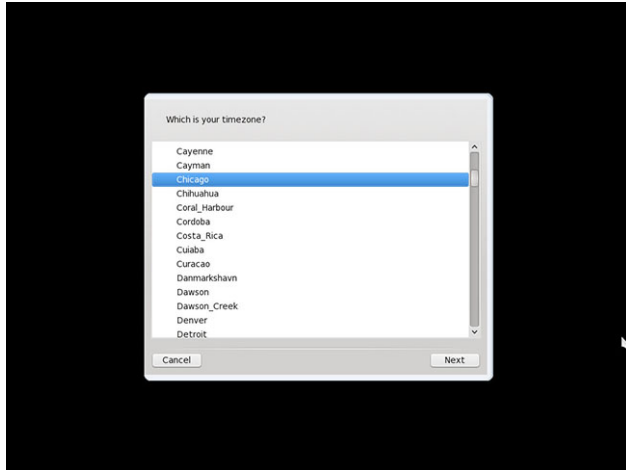 Which is your timezone?
Cayenne
Cayman
Chicago
Chihuahua
Coral_Harbour
Cordoba
Costa_Rica
Cuiaba
Curacao
Danmarkshavn
Dawson
Dawson_Creek
Denver
Detroit
Cancel
Next